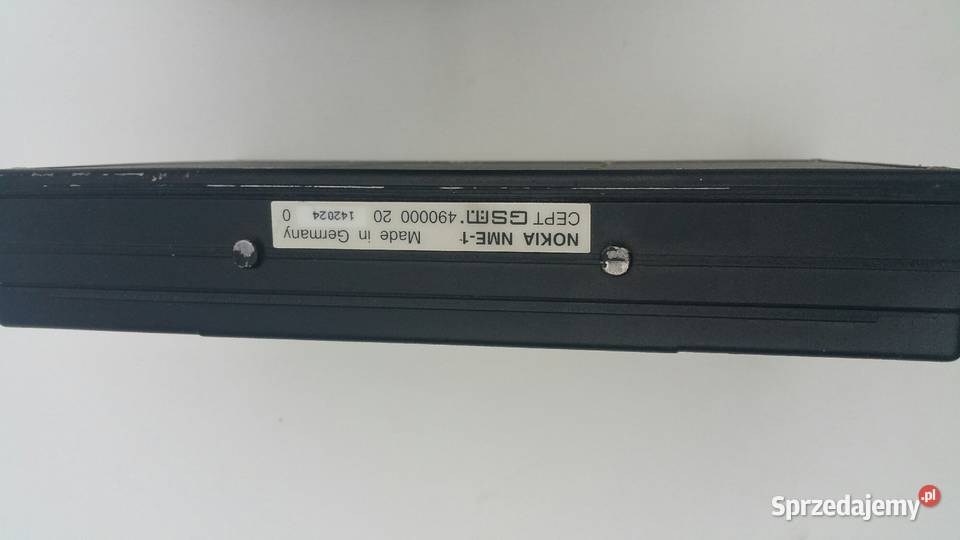 NOKIA NME-1 Made in Germany
CEPT GSM 490000 20 142024 0
Sprzedajemy.pl